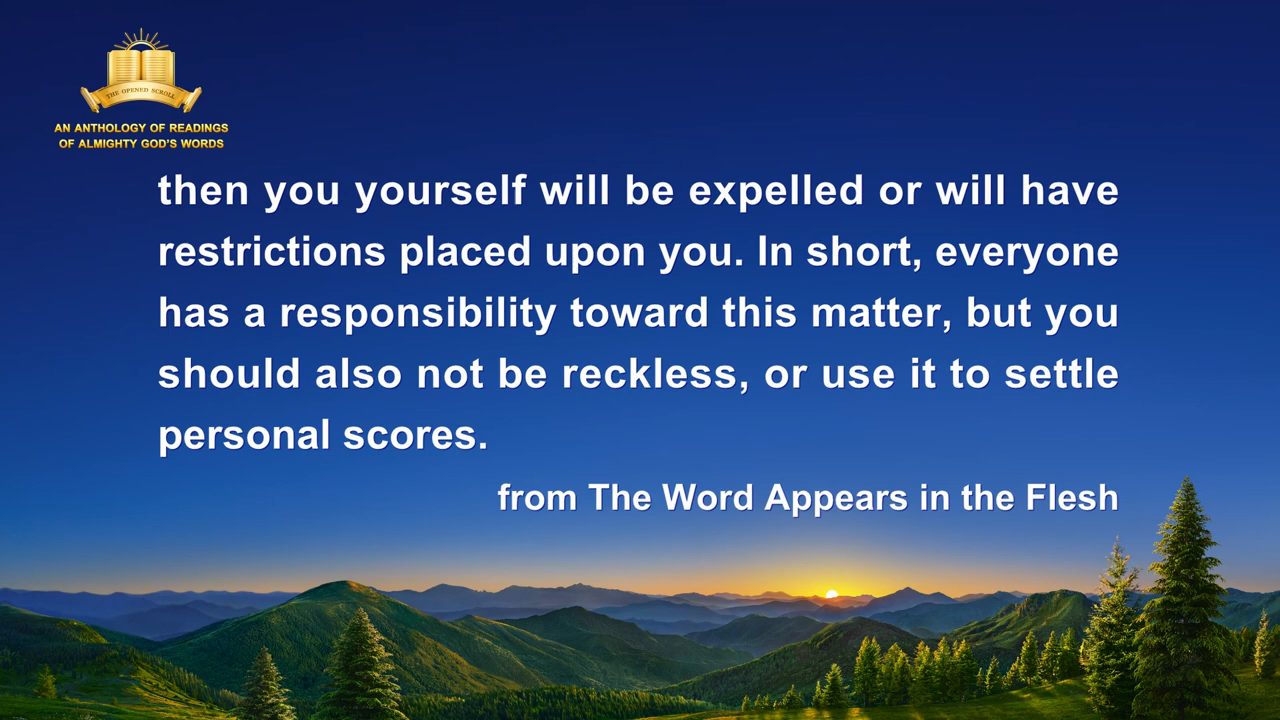 THE OPENED SCROLL
AN ANTHOLOGY OF READINGS
OF ALMIGHTY GOD'S WORDS
then you yourself will be expelled or will have
restrictions placed upon you. In short, everyone
has a responsibility toward this matter, but you
should also not be reckless, or use it to settle
personal scores.
from The Word Appears in the Flesh